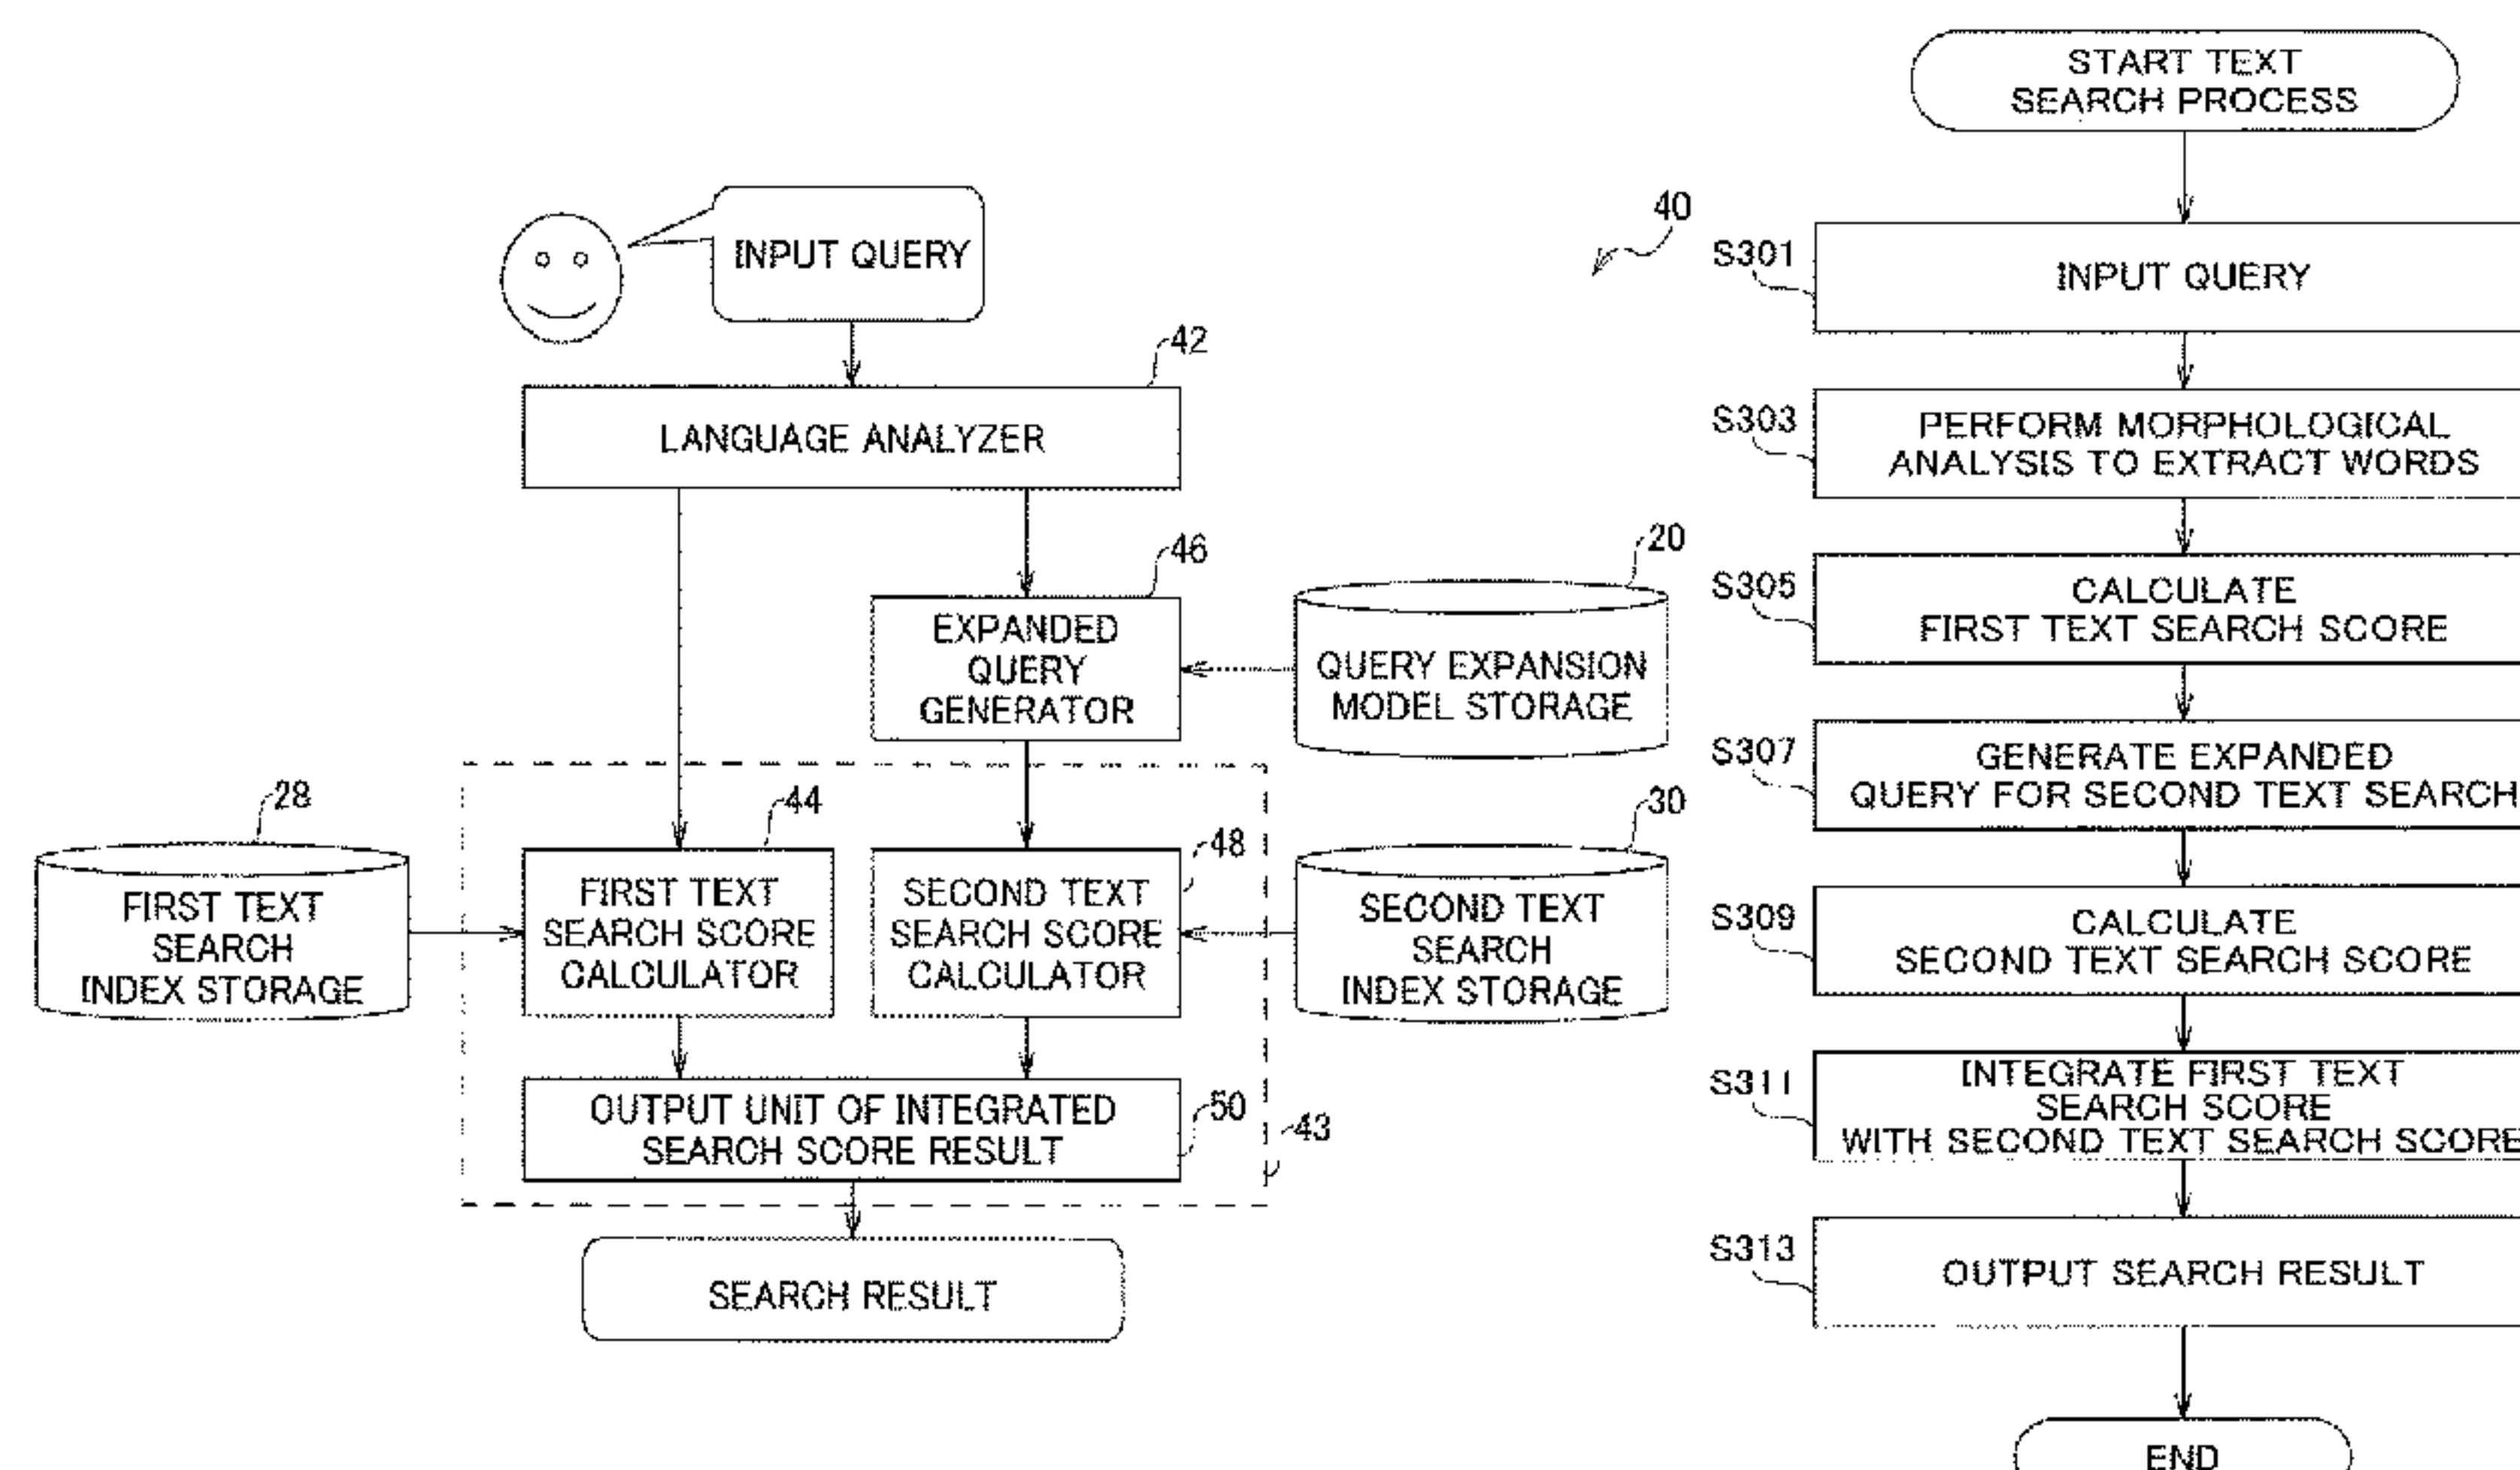 INPUT QUERY
42
LANGUAGE ANALYZER
46
EXPANDED
QUERY
GENERATOR
20
QUERY EXPANSION
MODEL STORAGE
28
FIRST TEXT
SEARCH
INDEX STORAGE
44
FIRST TEXT
SEARCH SCORE
CALCULATOR
48
SECOND TEXT
SEARCH SCORE
CALCULATOR
30
SECOND TEXT
SEARCH
INDEX STORAGE
OUTPUT UNIT OF INTEGRATED
SEARCH SCORE RESULT
50
43
SEARCH RESULT
40
START TEXT
SEARCH PROCESS
S301
INPUT QUERY
S303
PERFORM MORPHOLOGICAL
ANALYSIS TO EXTRACT WORDS
S305
CALCULATE
FIRST TEXT SEARCH SCORE
S307
GENERATE EXPANDED
QUERY FOR SECOND TEXT SEARCH
S309
CALCULATE
SECOND TEXT SEARCH SCORE
S311
INTEGRATE FIRST TEXT
SEARCH SCORE
WITH SECOND TEXT SEARCH SCORE
S313
OUTPUT SEARCH RESULT
END